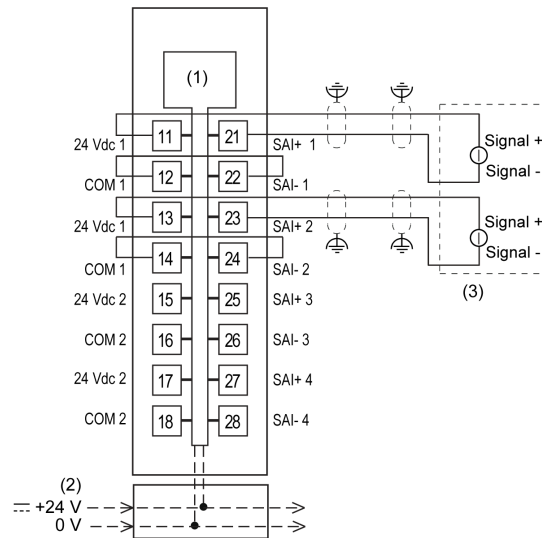 (1)
24 Vdc 1 11 21 SAI+ 1
Signal +
COM 1 12 22 SAI- 1
Signal -
24 Vdc 1 13 23 SAI+ 2
Signal +
COM 1 14 24 SAI- 2
Signal -
(3)
24 Vdc 2 15 25 SAI+ 3
COM 2 16 26 SAI- 3
24 Vdc 2 17 27 SAI+ 4
COM 2 18 28 SAI- 4
(2)
+24 V
0 V